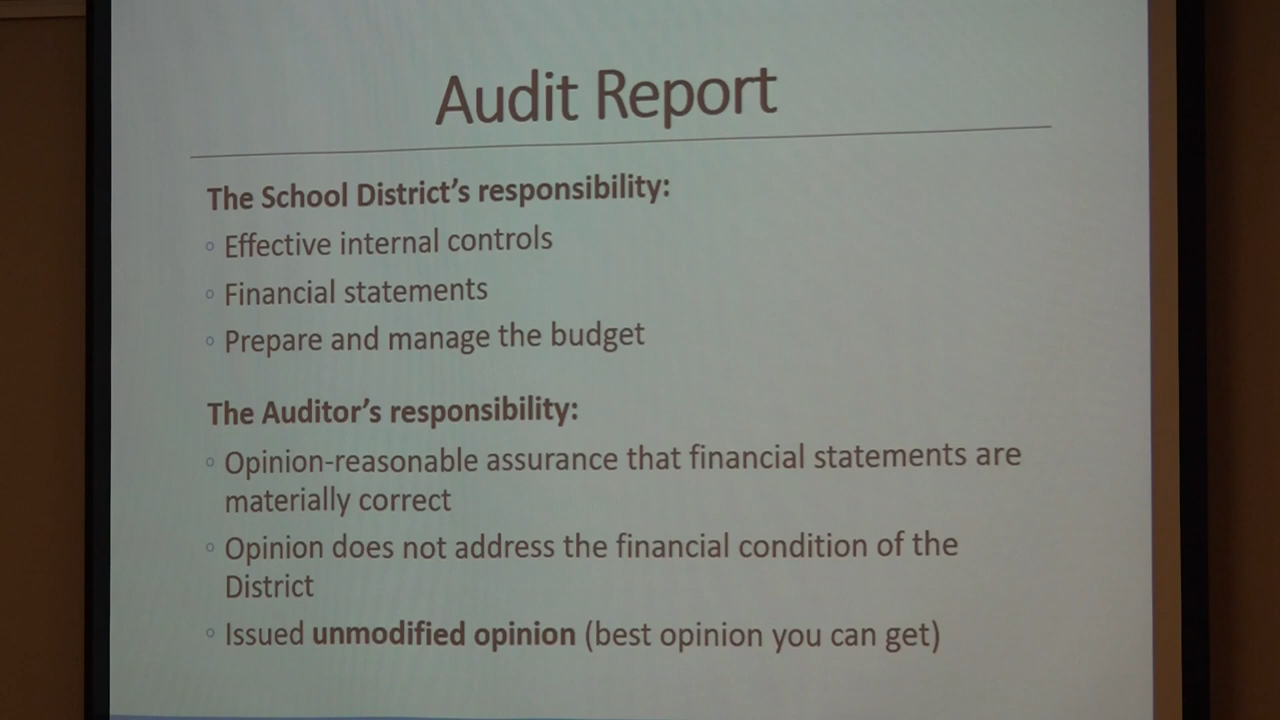 Audit Report
The School District's responsibility:
◦ Effective internal controls
◦ Financial statements
◦ Prepare and manage the budget
The Auditor's responsibility:
◦ Opinion-reasonable assurance that financial statements are
materially correct
◦ Opinion does not address the financial condition of the
District
◦ Issued unmodified opinion (best opinion you can get)